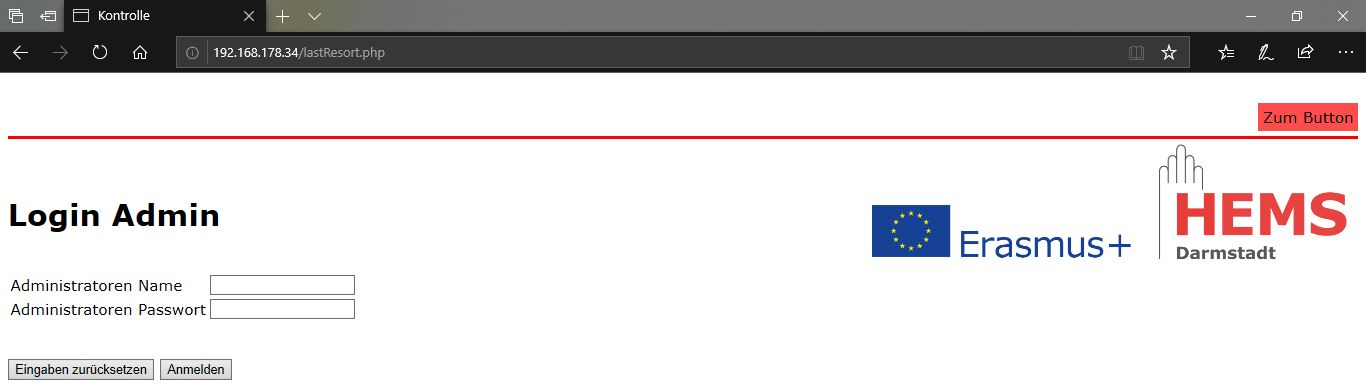 Kontrolle
192.168.178.34/lastResort.php
Zum Button
Login Admin
Erasmus+
HEMS
Darmstadt
Administratoren Name
Administratoren Passwort
Eingaben zurücksetzen Anmelden